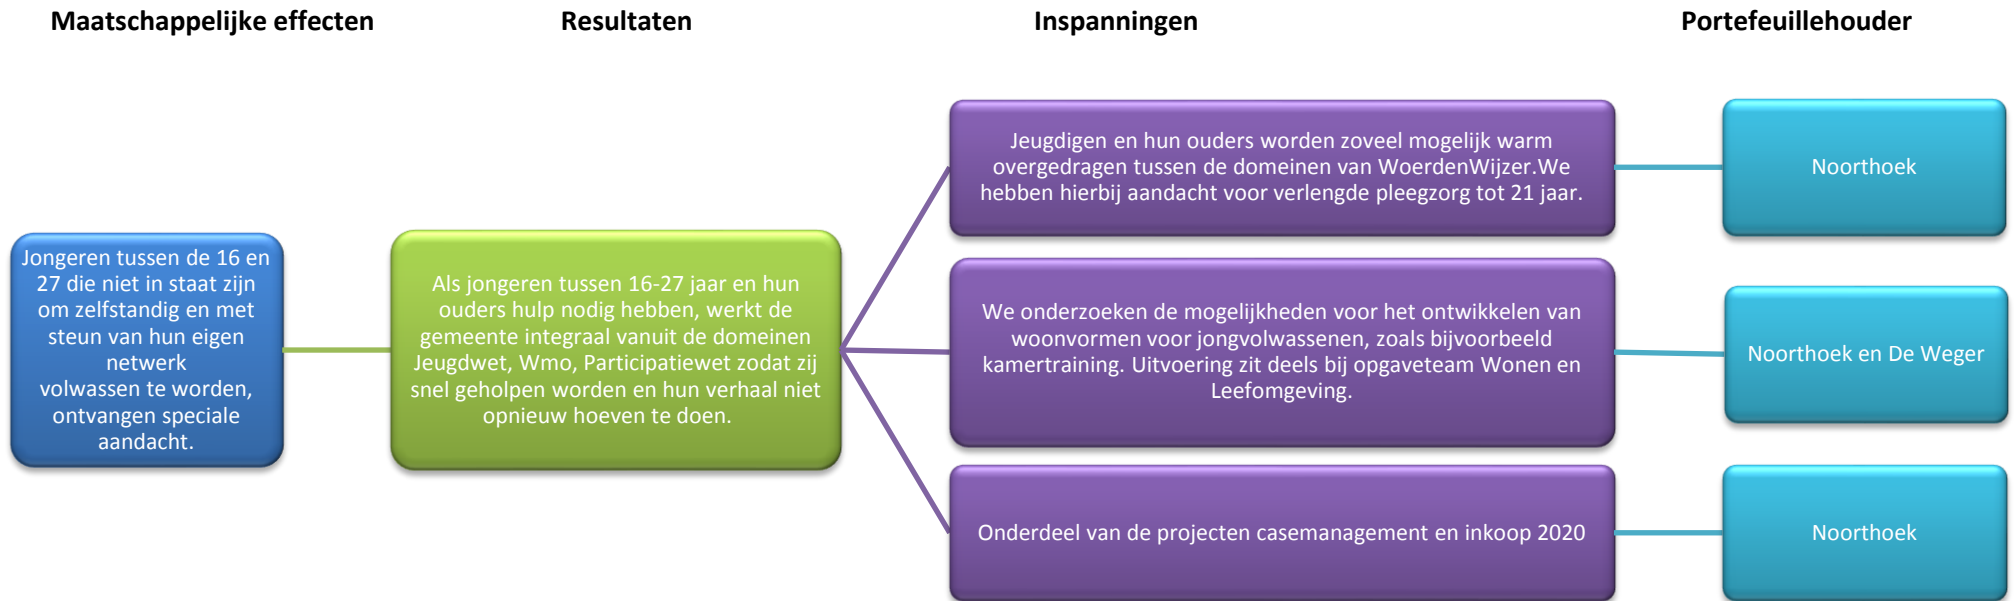 Maatschappelijke effecten
Resultaten
Inspanningen
Portefeuillehouder
Jongeren tussen de 16 en
27 die niet in staat zijn
om zelfstandig en met
steun van hun eigen
netwerk
volwassen te worden,
ontvangen speciale
aandacht.
Als jongeren tussen 16-27 jaar en hun
ouders hulp nodig hebben, werkt de
gemeente integraal vanuit de domeinen
Jeugdwet, Wmo, Participatiewet zodat zij
snel geholpen worden en hun verhaal niet
opnieuw hoeven te doen.
Jeugdigen en hun ouders worden zoveel mogelijk warm
overgedragen tussen de domeinen van WoerdenWijzer.We
hebben hierbij aandacht voor verlengde pleegzorg tot 21 jaar.
Noorthoek
We onderzoeken de mogelijkheden voor het ontwikkelen van
woonvormen voor jongvolwassenen, zoals bijvoorbeeld
kamertraining. Uitvoering zit deels bij opgaveteam Wonen en
Leefomgeving.
Noorthoek en De Weger
Onderdeel van de projecten casemanagement en inkoop 2020
Noorthoek